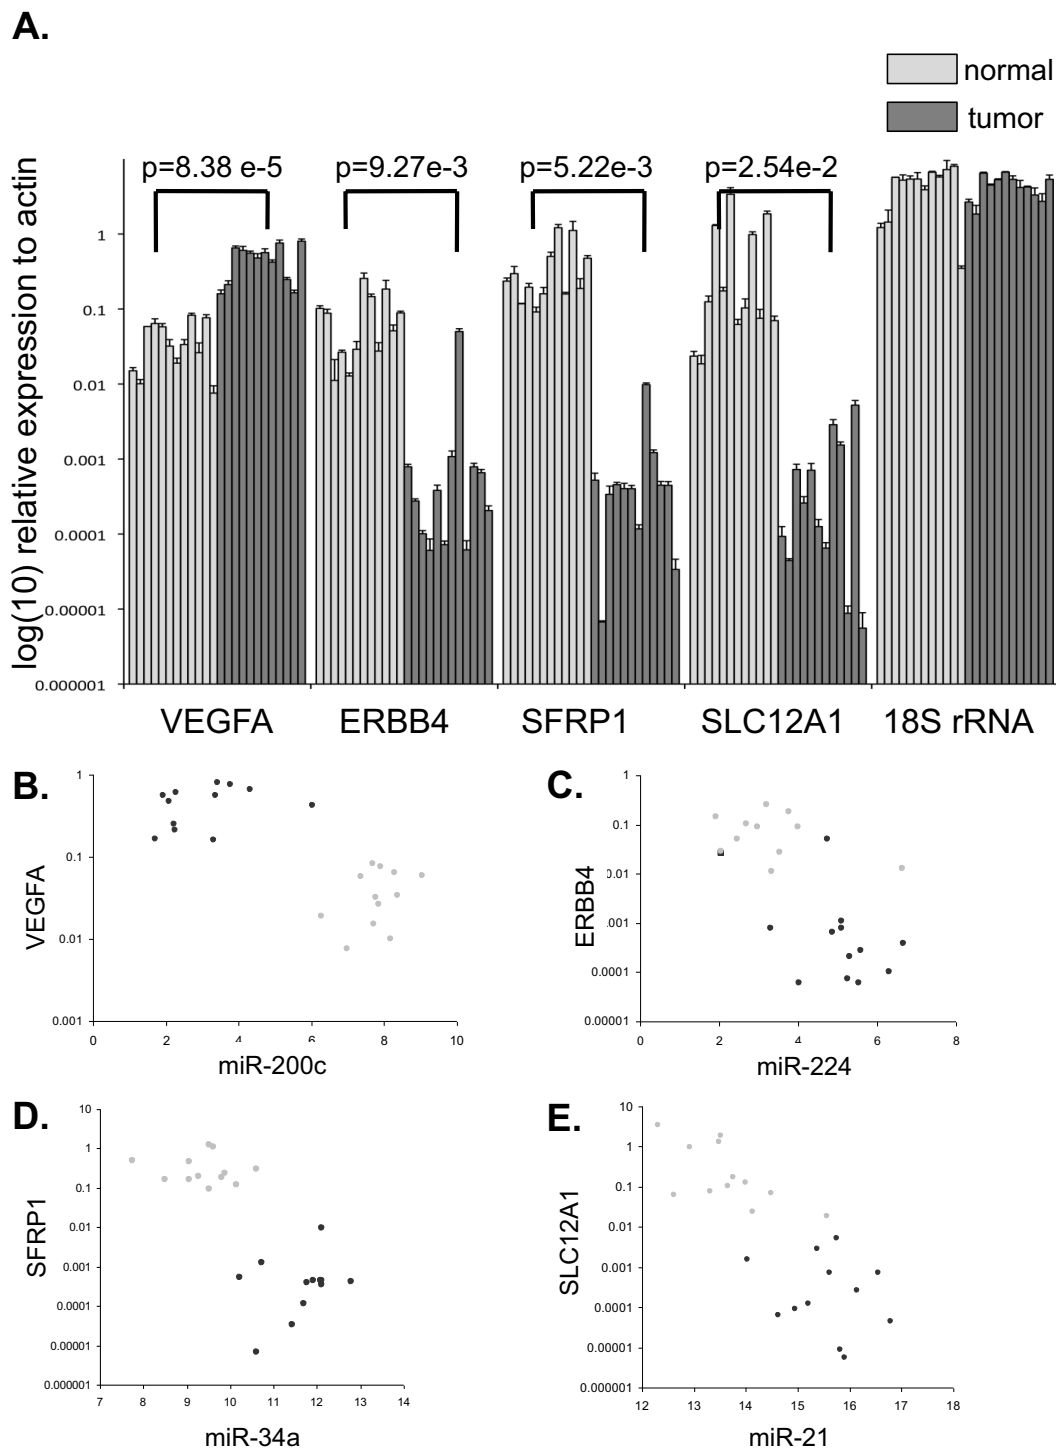 A.
normal
tumor
p=8.38 e-5 p=9.27e-3 p=5.22e-3 p=2.54e-2
log(10) relative expression to actin
1
0.1
0.01
0.001
0.0001
0.00001
0.000001
VEGFA ERBB4 SFRP1 SLC12A1 18S rRNA
B.
VEGFA
1
0.1
0.01
0.001
0 2 4 6 8 10
miR-200c
C.
ERBB4
1
0.1
0.01
0.001
0.0001
0.00001
0 2 4 6 8
miR-224
D.
SFRP1
10
1
0.1
0.01
0.001
0.0001
0.00001
0.000001
7 8 9 10 11 12 13 14
miR-34a
E.
SLC12A1
10
1
0.1
0.01
0.001
0.0001
0.00001
0.000001
12 13 14 15 16 17 18
miR-21